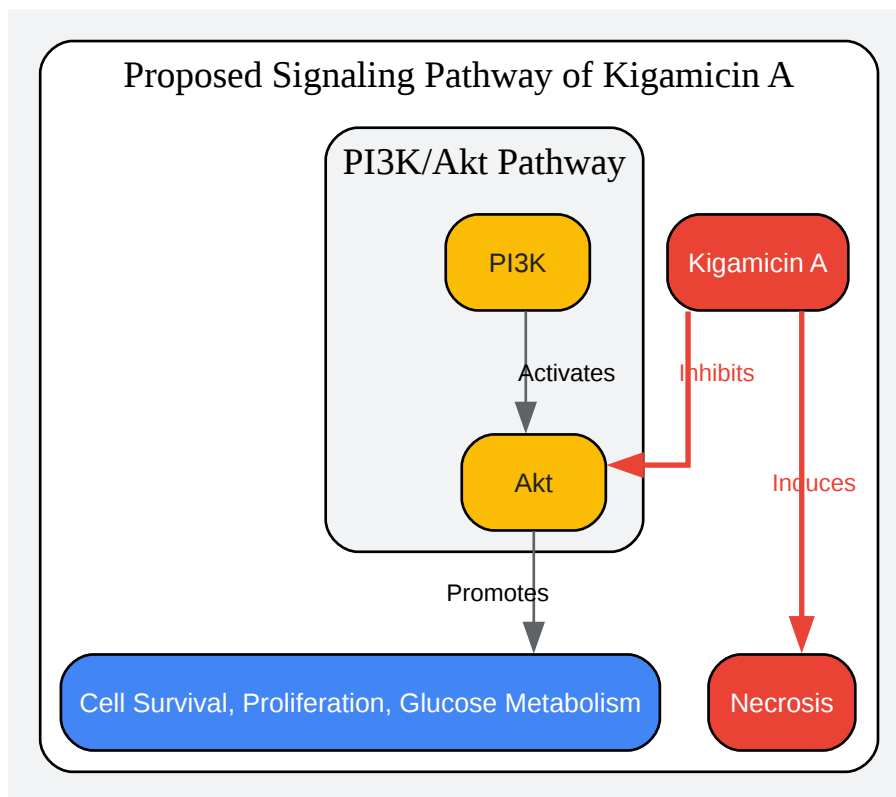 Proposed Signaling Pathway of Kigamicin A
PI3K/Akt Pathway
PI3K
Kigamicin A
Activates
Inhibits
Akt
Induces
Promotes
Cell Survival, Proliferation, Glucose Metabolism
Necrosis